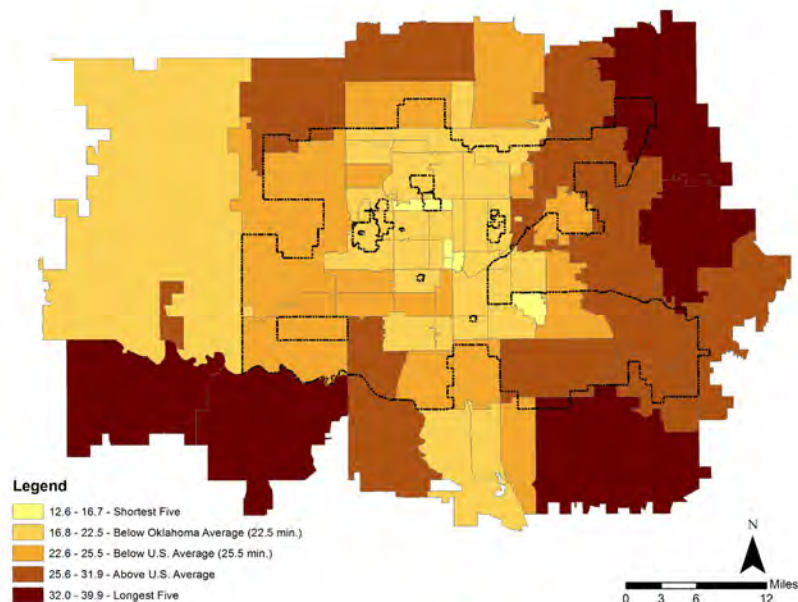 Legend
12.6 - 16.7 - Shortest Five
16.8 - 22.5 - Below Oklahoma Average (22.5 min.)
22.6 - 25.5 - Below U.S. Average (25.5 min.)
25.6 - 31.9 - Above U.S. Average
32.0 - 39.9 - Longest Five
N
Miles
0 3 6 12